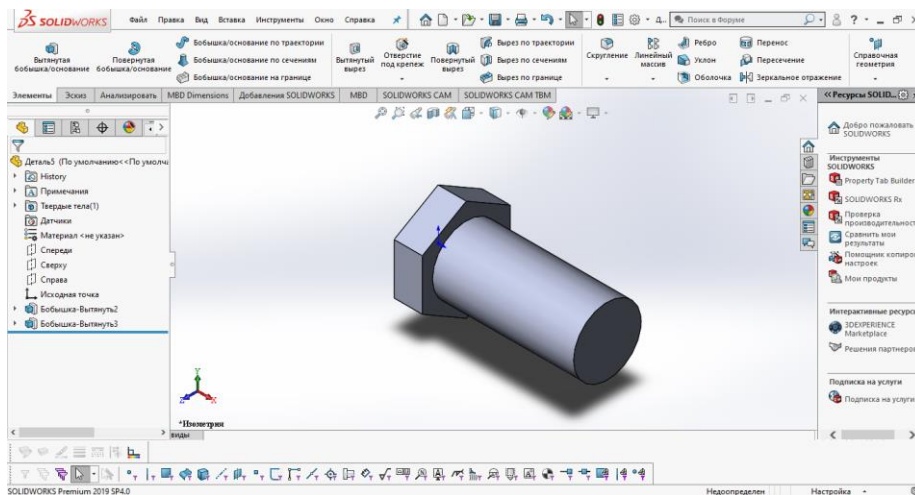 SOLIDWORKS
Файл Правка Вид Вставка Инструменты Окно Справка
Поиск в Форуме
Вытянутая бобышка/основание
Повернутая бобышка/основание
Бобышка/основание по траектории
Бобышка/основание по сечениям
Бобышка/основание на границе
Вытянутый вырез
Отверстие под крепеж
Повернутый вырез
Вырез по траектории
Вырез по сечениям
Вырез по границе
Скругление
Линейный массив
Ребро
Уклон
Оболочка
Перенос
Пересечение
Зеркальное отражение
Справочная геометрия
Элементы Эскиз Анализировать MBD Dimensions Добавления SOLIDWORKS MBD SOLIDWORKS CAM SOLIDWORKS CAM TBM
Ресурсы SOLID...
Деталь5 (По умолчанию<<По умолча
History
Примечания
Твердые тела(1)
Датчики
Материал <не указан>
Спереди
Сверху
Справа
Исходная точка
Бобышка-Вытянуть2
Бобышка-Вытянуть3
*Изометрия
Добро пожаловать
SOLIDWORKS
Инструменты
SOLIDWORKS
Property Tab Builder
SOLIDWORKS Rx
Проверка
производительност
Сравнить мои
результаты
Помощник копиро
настроек
Мои продукты
Интерактивные ресурс
3DEXPERIENCE
Marketplace
Решения партнеров
Подписка на услуги
Подписка на услуги
виды
SOLIDWORKS Premium 2019 SP4.0
Недоопределен
Настройка